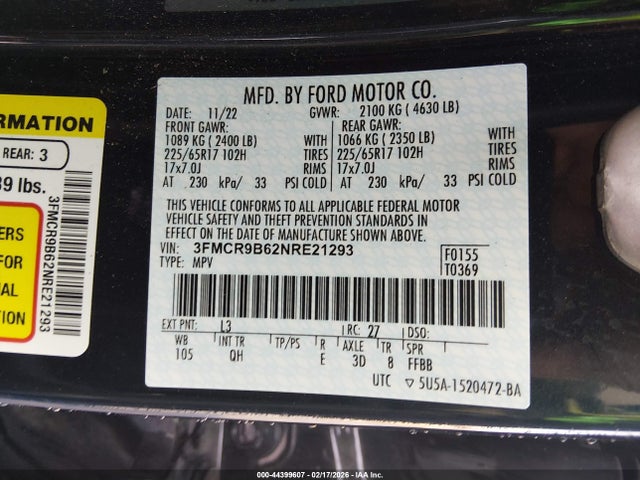 MFD. BY FORD MOTOR CO.
DATE: 11/22 GVWR: 2100 KG ( 4630 LB)
FRONT GAWR: REAR GAWR:
1089 KG ( 2400 LB) WITH 1066 KG ( 2350 LB) WITH
225/65R17 102H TIRES 225/65R17 102H TIRES
17x7.0J RIMS 17x7.0J RIMS
AT 230 kPa/ 33 PSI COLD AT 230 kPa/ 33 PSI COLD
THIS VEHICLE CONFORMS TO ALL APPLICABLE FEDERAL MOTOR
VEHICLE SAFETY AND THEFT PREVENTION STANDARDS IN
EFFECT ON THE DATE OF MANUFACTURE SHOWN ABOVE.
VIN: 3FMCR9B62NRE21293 F0155
TYPE: MPV T0369
EXT PNT: L3 RC: 27 DSO:
WB INT TR TP/PS R AXLE TR SPR
105 QH E 3D 8 FFBB
UTC ▽5U5A-1520472-BA
ORMATION
REAR: 3
39 lbs.
ERS
FOR
NAL
N
3FMCR9B62NRE21293
000-44399607 - 02/17/2026 - IAA Inc.